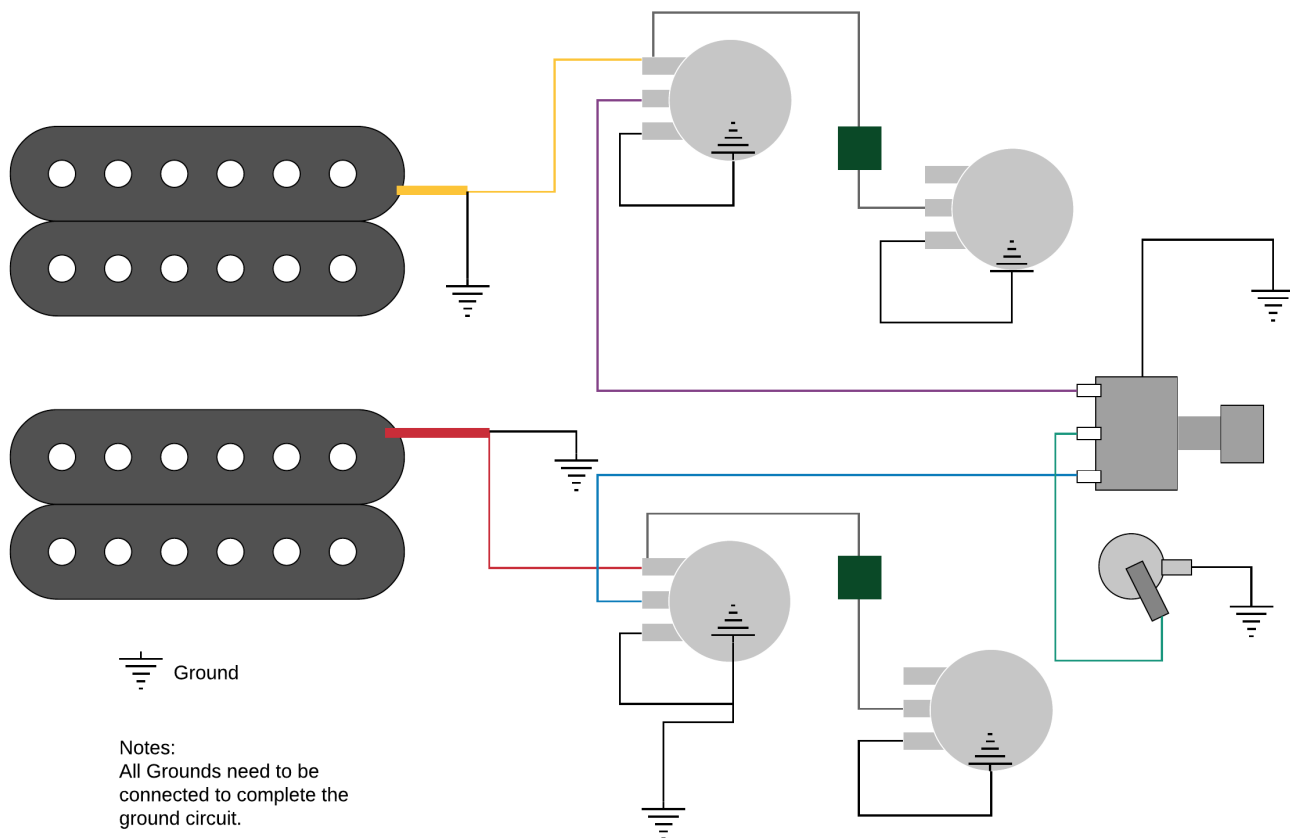 Ground
Notes:
All Grounds need to be
connected to complete the
ground circuit.